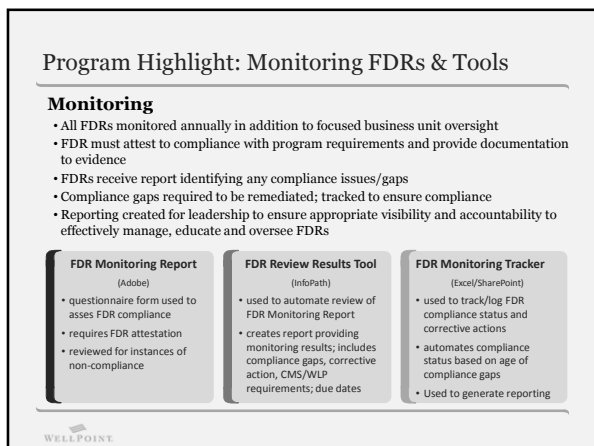 Program Highlight: Monitoring FDRs & Tools
Monitoring
• All FDRs monitored annually in addition to focused business unit oversight
• FDR must attest to compliance with program requirements and provide documentation
to evidence
• FDRs receive report identifying any compliance issues/gaps
• Compliance gaps required to be remediated; tracked to ensure compliance
• Reporting created for leadership to ensure appropriate visibility and accountability to
effectively manage, educate and oversee FDRs
FDR Monitoring Report
(Adobe)
• questionnaire form used to
asses FDR compliance
• requires FDR attestation
• reviewed for instances of
non-compliance
FDR Review Results Tool
(InfoPath)
• used to automate review of
FDR Monitoring Report
• creates report providing
monitoring results; includes
compliance gaps, corrective
action, CMS/WLP
requirements; due dates
FDR Monitoring Tracker
(Excel/SharePoint)
• used to track/log FDR
compliance status and
corrective actions
• automates compliance
status based on age of
compliance gaps
• Used to generate reporting
WELLPOINT